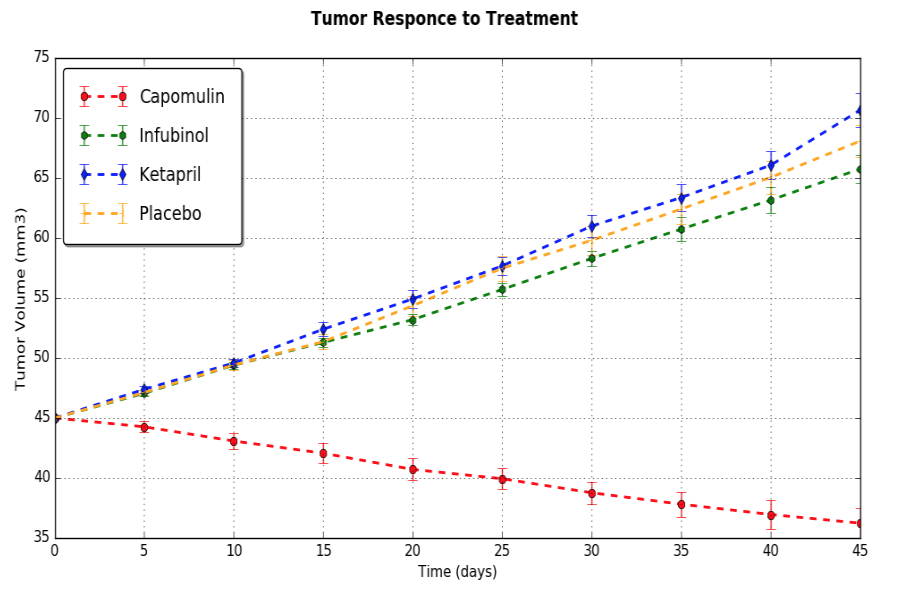 Tumor Responce to Treatment
75
70
65
60
55
50
45
40
35
Tumor Volume (mm3)
Capomulin
Infubinol
Ketapril
Placebo
0 5 10 15 20 25 30 35 40 45
Time (days)